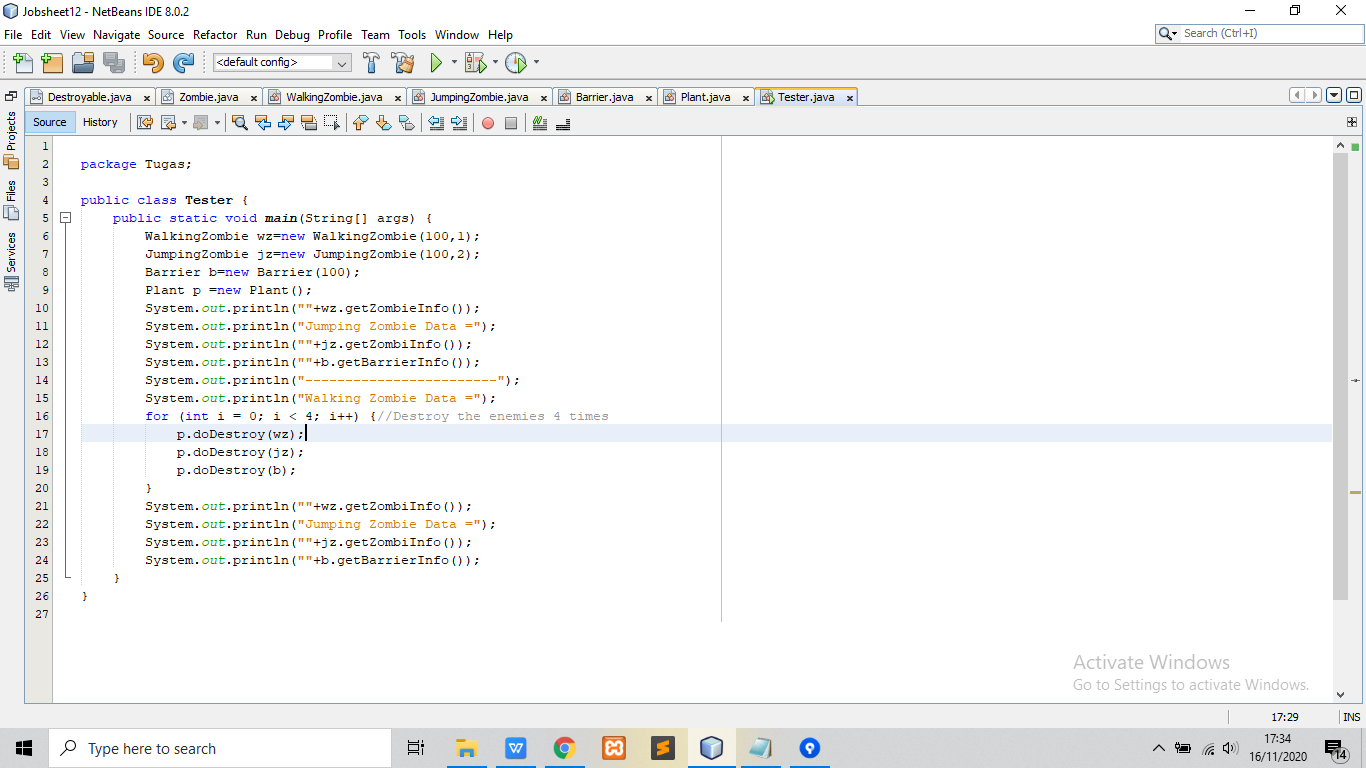 Jobsheet12 - NetBeans IDE 8.0.2
File Edit View Navigate Source Refactor Run Debug Profile Team Tools Window Help
Search (Ctrl+I)
<default config>
Destroyable.java Zombie.java WalkingZombie.java JumpingZombie.java Barrier.java Plant.java Tester.java
Source History
Projects
Files
Services
1
2 package Tugas;
3
4 public class Tester {
5 public static void main(String[] args) {
6 WalkingZombie wz=new WalkingZombie(100,1);
7 JumpingZombie jz=new JumpingZombie(100,2);
8 Barrier b=new Barrier(100);
9 Plant p =new Plant();
10 System.out.println(""+wz.getZombieInfo());
11 System.out.println("Jumping Zombie Data =");
12 System.out.println(""+jz.getZombiInfo());
13 System.out.println(""+b.getBarrierInfo());
14 System.out.println("------------------------");
15 System.out.println("Walking Zombie Data =");
16 for (int i = 0; i < 4; i++) {//Destroy the enemies 4 times
17 p.doDestroy(wz);
18 p.doDestroy(jz);
19 p.doDestroy(b);
20 }
21 System.out.println(""+wz.getZombiInfo());
22 System.out.println("Jumping Zombie Data =");
23 System.out.println(""+jz.getZombiInfo());
24 System.out.println(""+b.getBarrierInfo());
25 }
26 }
27
Activate Windows
Go to Settings to activate Windows.
17:29 INS
Type here to search
17:34
16/11/2020
14